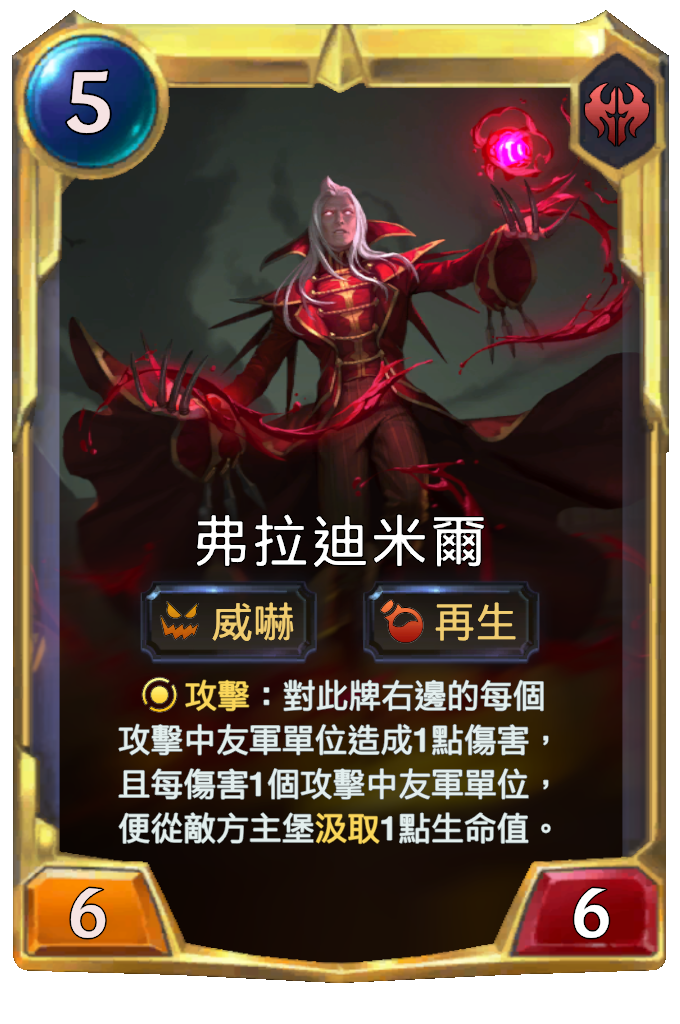 5
弗拉迪米爾
威嚇 再生
攻擊：對此牌右邊的每個
攻擊中友軍單位造成1點傷害，
且每傷害1個攻擊中友軍單位，
便從敵方主堡汲取1點生命值。
6 6